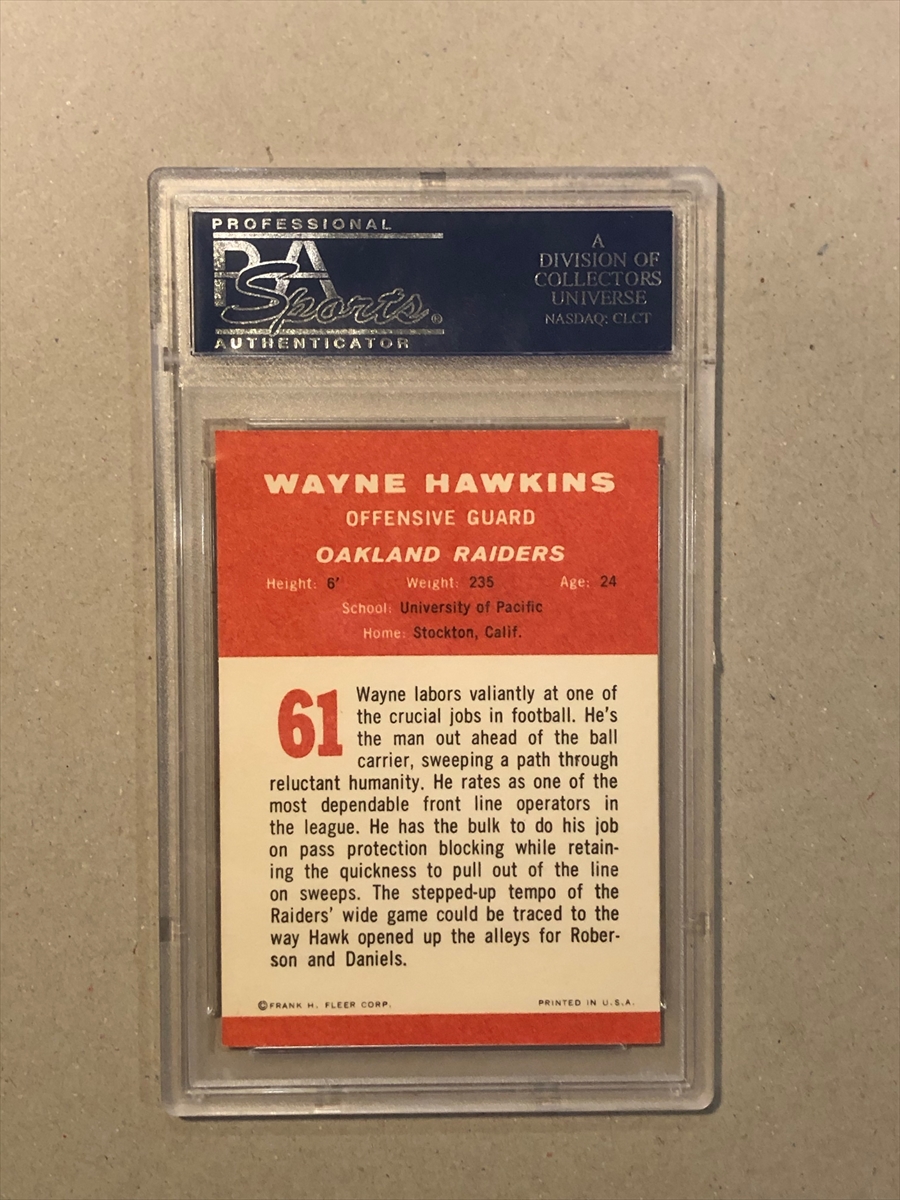 PROFESSIONAL
PSA
Sports®
AUTHENTICATOR
A
DIVISION OF
COLLECTORS
UNIVERSE
NASDAQ: CLCT
WAYNE HAWKINS
OFFENSIVE GUARD
OAKLAND RAIDERS
Height: 6' Weight: 235 Age: 24
School: University of Pacific
Home: Stockton, Calif.
61
Wayne labors valiantly at one of
the crucial jobs in football. He's
the man out ahead of the ball
carrier, sweeping a path through
reluctant humanity. He rates as one of the
most dependable front line operators in
the league. He has the bulk to do his job
on pass protection blocking while retain-
ing the quickness to pull out of the line
on sweeps. The stepped-up tempo of the
Raiders' wide game could be traced to the
way Hawk opened up the alleys for Rober-
son and Daniels.
©FRANK H. FLEER CORP. PRINTED IN U.S.A.